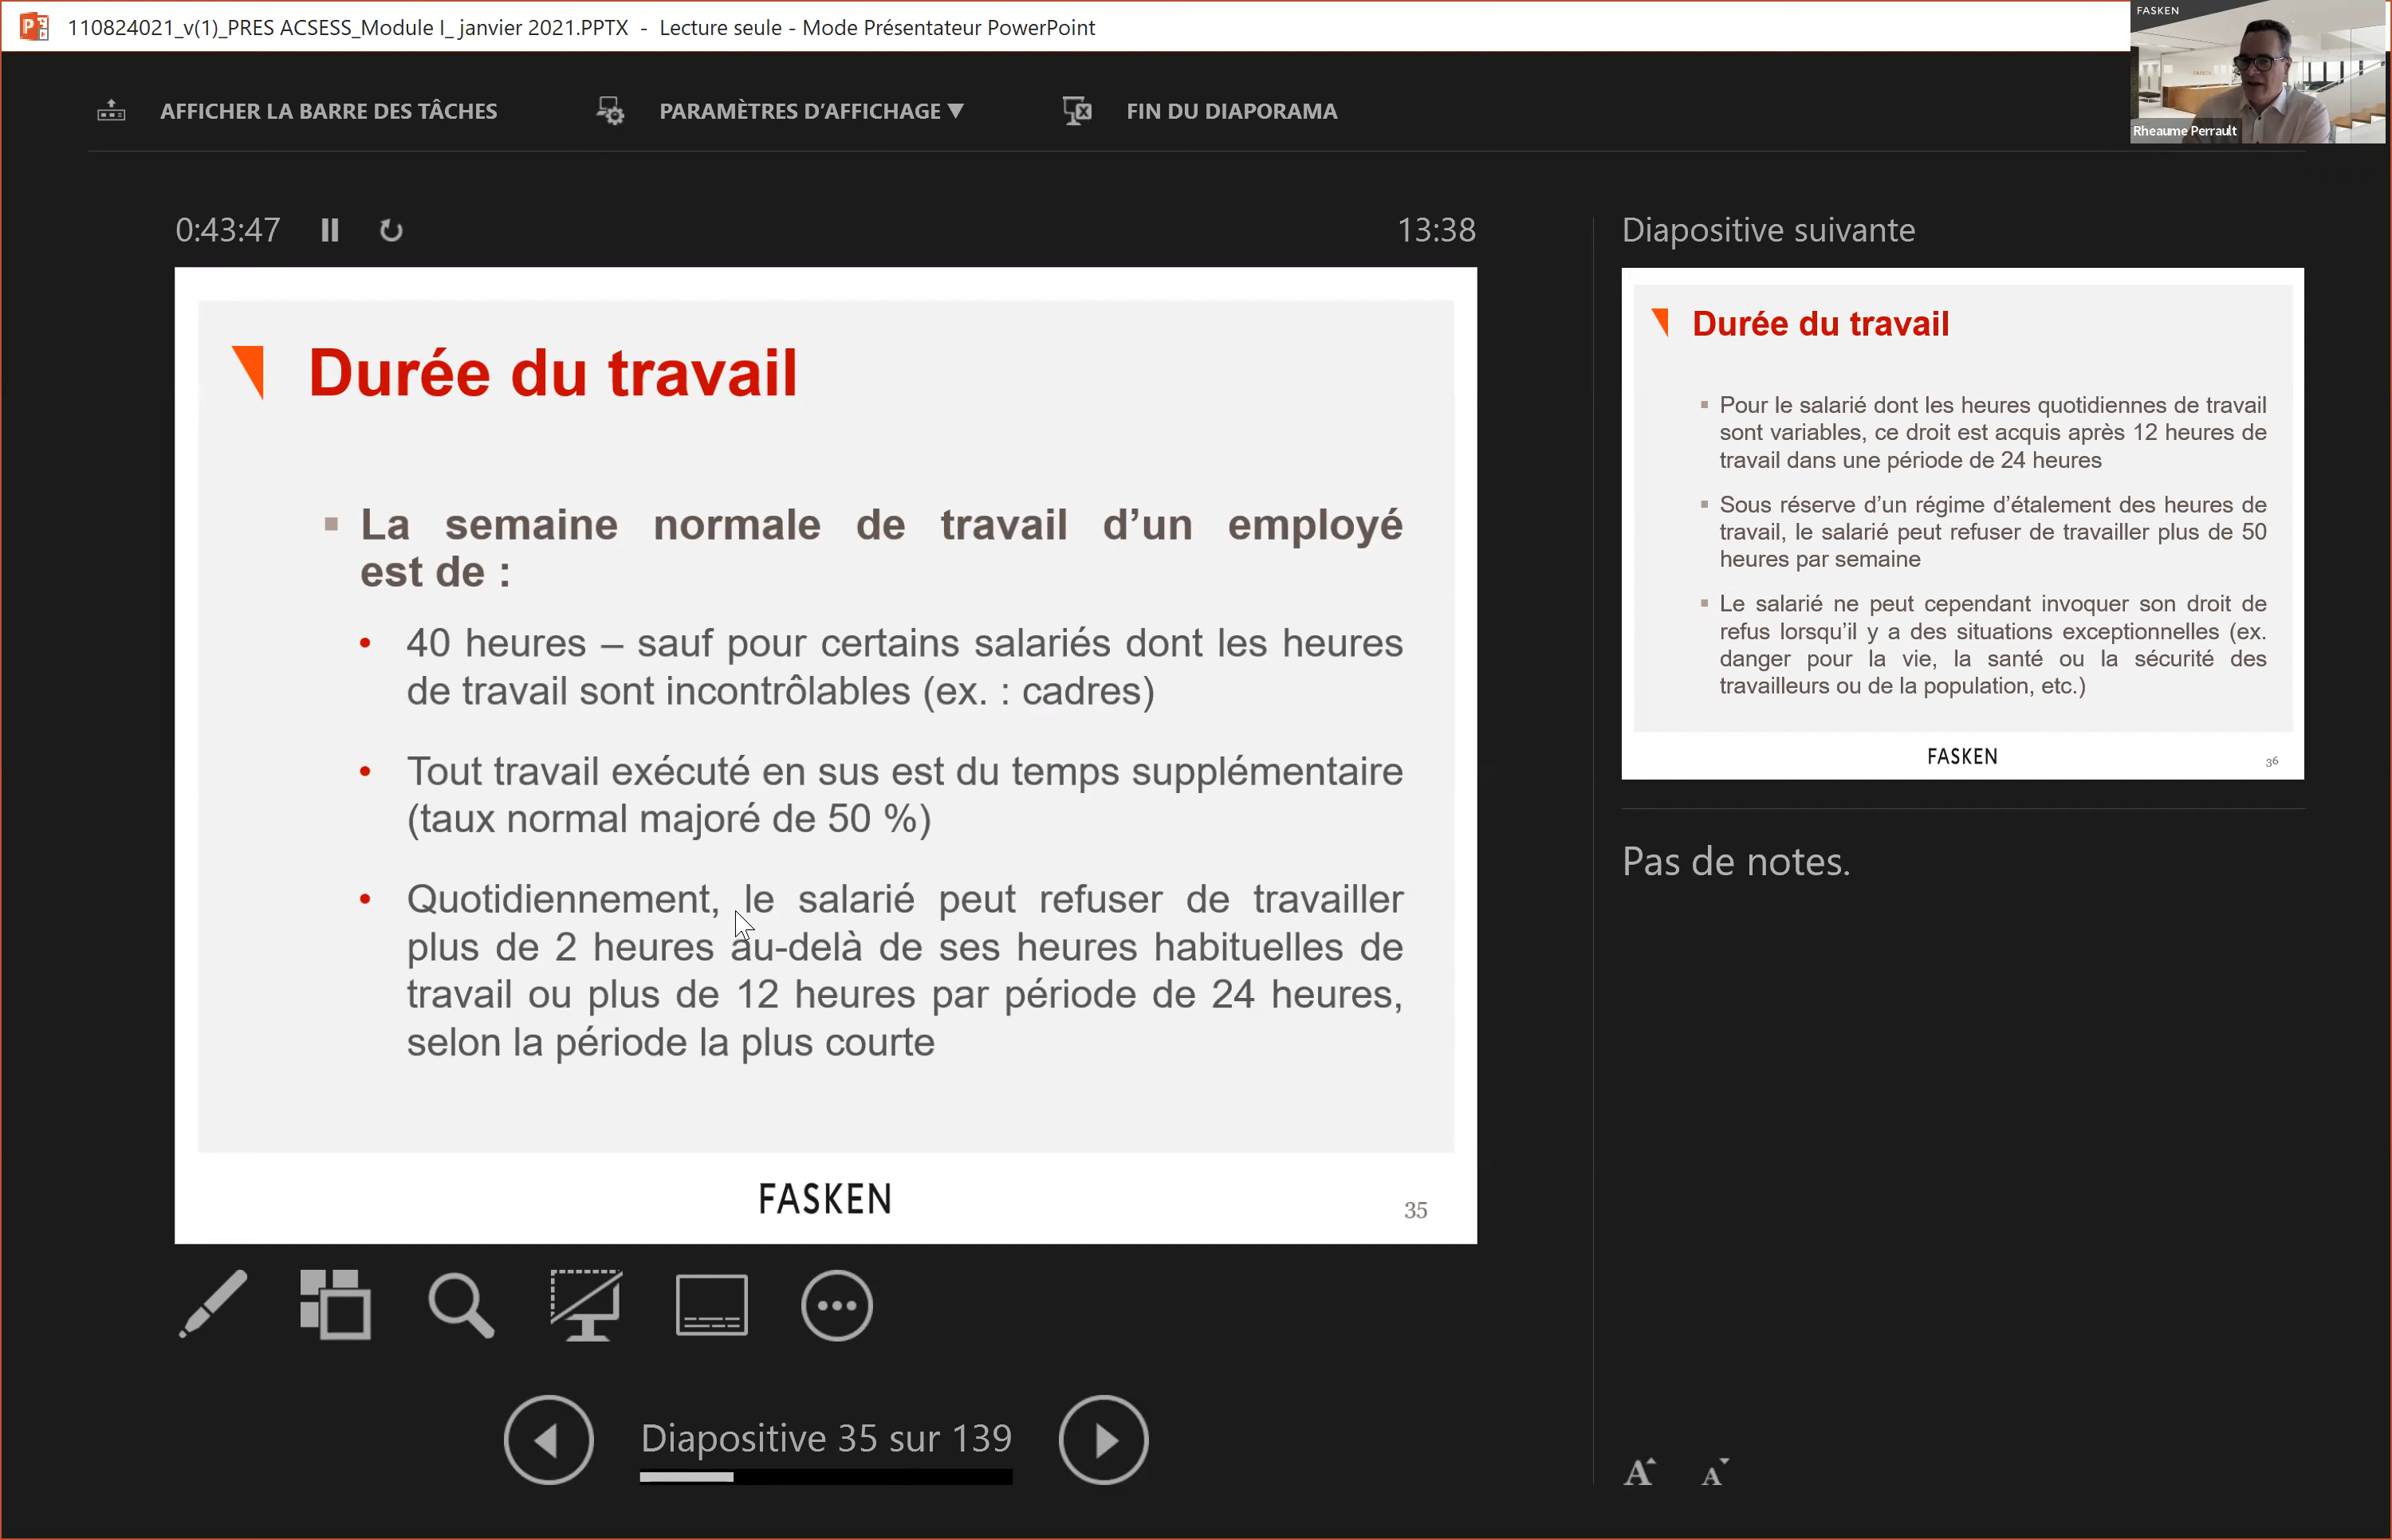 110824021_v(1)_PRES ACSESS_Module I_ janvier 2021.PPTX - Lecture seule - Mode Présentateur PowerPoint
FASKEN
Rheaume Perrault
AFFICHER LA BARRE DES TÂCHES
PARAMÈTRES D'AFFICHAGE ▼
FIN DU DIAPORAMA
0:43:47
13:38
Durée du travail
▪ La semaine normale de travail d’un employé
est de :
• 40 heures – sauf pour certains salariés dont les heures
de travail sont incontrôlables (ex. : cadres)
• Tout travail exécuté en sus est du temps supplémentaire
(taux normal majoré de 50 %)
• Quotidiennement, le salarié peut refuser de travailler
plus de 2 heures au-delà de ses heures habituelles de
travail ou plus de 12 heures par période de 24 heures,
selon la période la plus courte
FASKEN
35
Diapositive 35 sur 139
Diapositive suivante
Durée du travail
▪ Pour le salarié dont les heures quotidiennes de travail
sont variables, ce droit est acquis après 12 heures de
travail dans une période de 24 heures
▪ Sous réserve d’un régime d’étalement des heures de
travail, le salarié peut refuser de travailler plus de 50
heures par semaine
▪ Le salarié ne peut cependant invoquer son droit de
refus lorsqu’il y a des situations exceptionnelles (ex.
danger pour la vie, la santé ou la sécurité des
travailleurs ou de la population, etc.)
FASKEN
36
Pas de notes.
A A